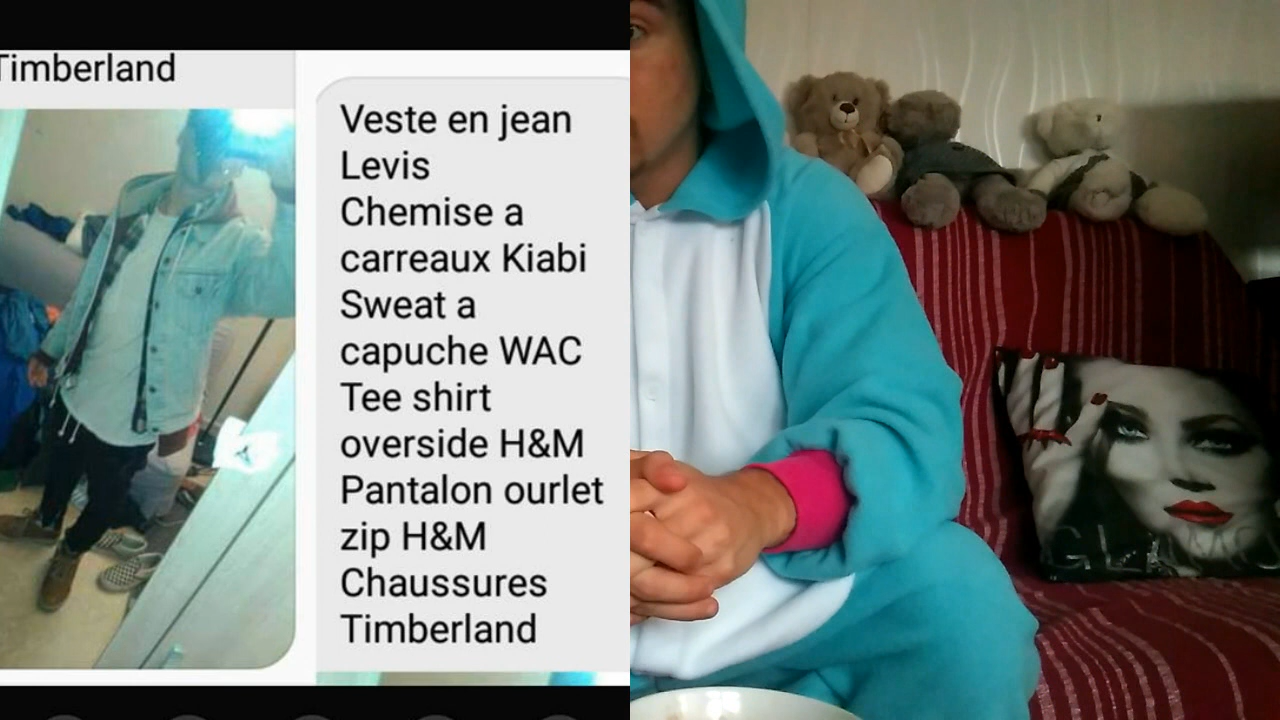 Timberland
Veste en jean
Levis
Chemise a
carreaux Kiabi
Sweat a
capuche WAC
Tee shirt
overside H&M
Pantalon ourlet
zip H&M
Chaussures
Timberland